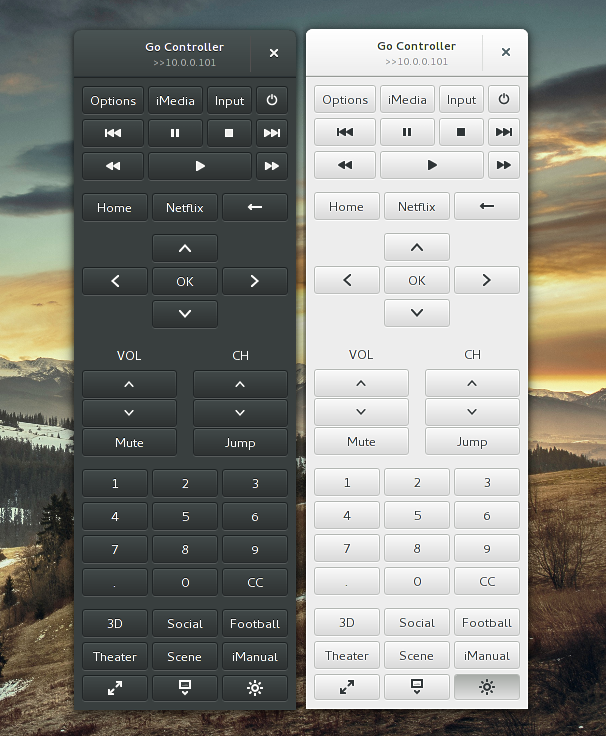 Go Controller
>>10.0.0.101
Options iMedia Input
Home Netflix
OK
VOL CH
Mute Jump
1 2 3
4 5 6
7 8 9
. 0 CC
3D Social Football
Theater Scene iManual
Go Controller
>>10.0.0.101
Options iMedia Input
Home Netflix
OK
VOL CH
Mute Jump
1 2 3
4 5 6
7 8 9
. 0 CC
3D Social Football
Theater Scene iManual